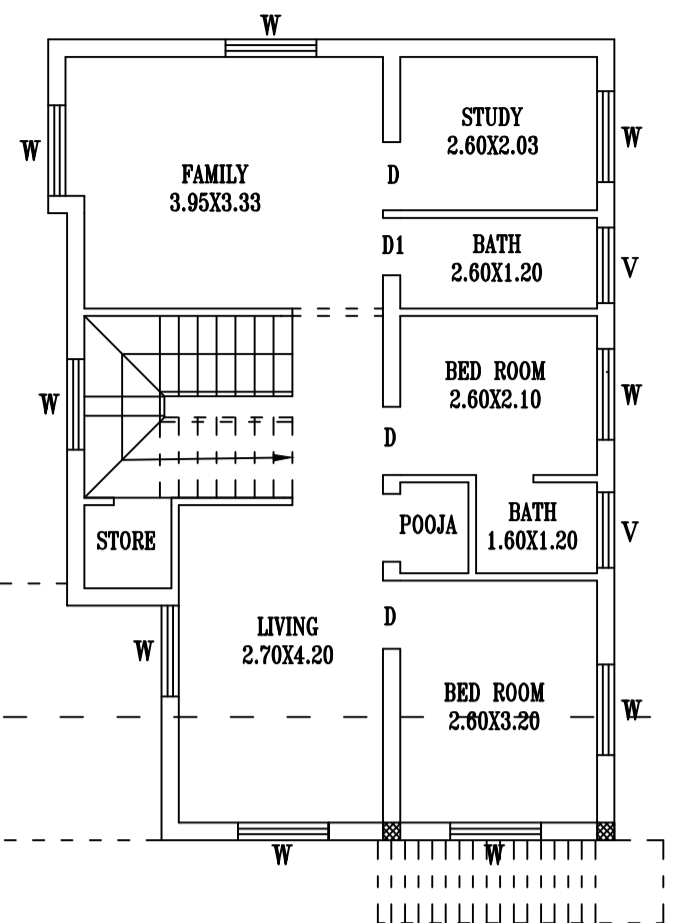 W
STUDY
2.60X2.03
W
W
FAMILY
3.95X3.33
D
D1
BATH
2.60X1.20
V
BED ROOM
2.60X2.10
W
W
D
POOJA
BATH
1.60X1.20
V
STORE
D
LIVING
2.70X4.20
W
BED ROOM
2.60X3.20
W
W
W